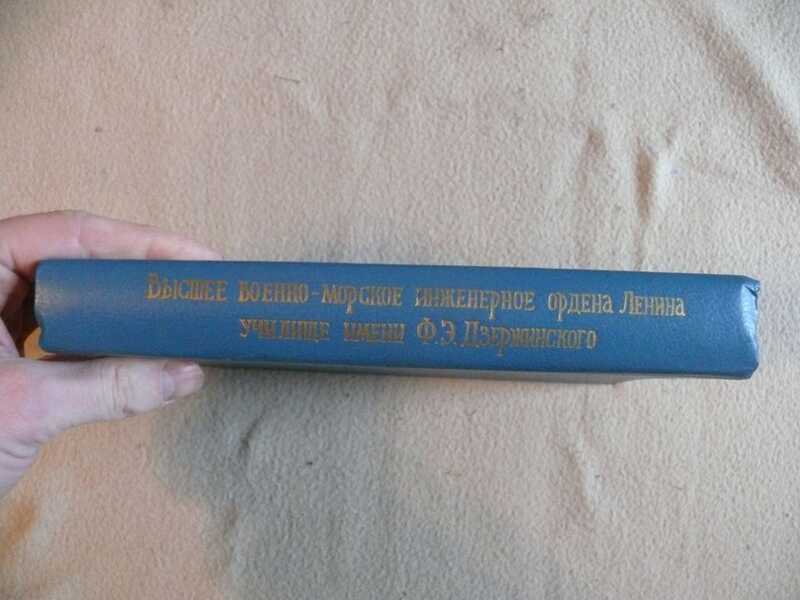 Высшее военно-морское инженерное ордена Ленина
училище имени Ф.Э.Дзержинского